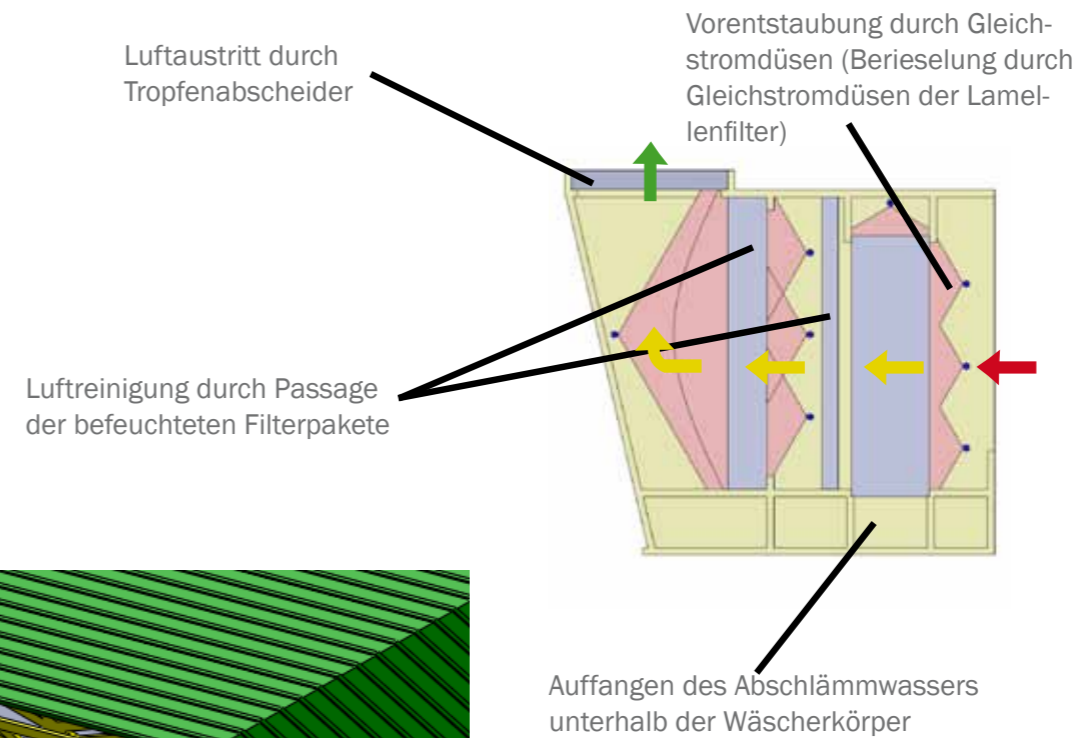 Luftaustritt durch
Tropfenabscheider
Vorentstaubung durch Gleich-
stromdüsen (Berieselung durch
Gleichstromdüsen der Lamel-
lenfilter)
Luftreinigung durch Passage
der befeuchteten Filterpakete
Auffangen des Abschlämmwassers
unterhalb der Wäscherkörper